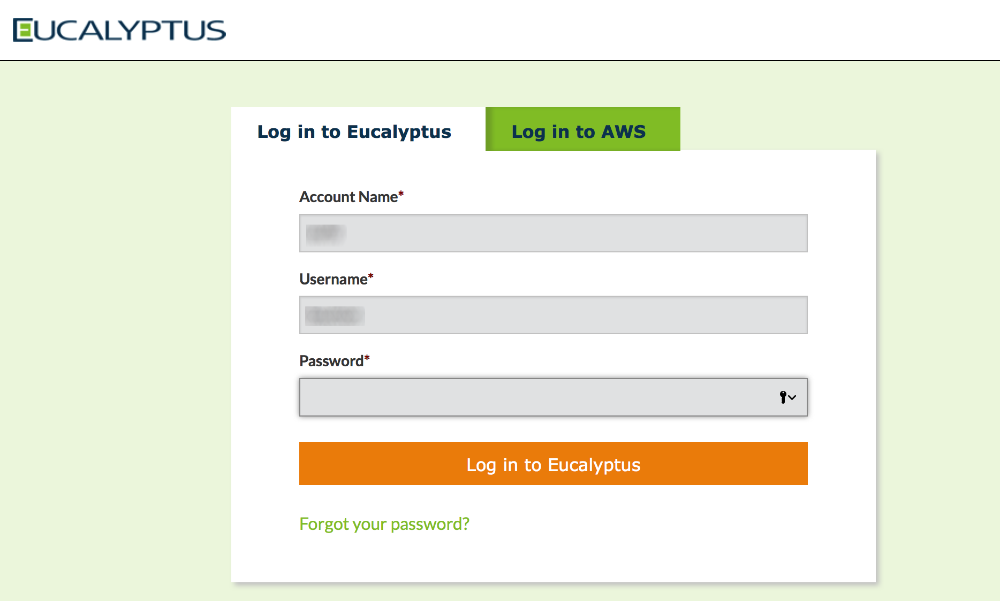 EUCALYPTUS
Log in to Eucalyptus
Log in to AWS
Account Name*
Username*
Password*
Log in to Eucalyptus
Forgot your password?